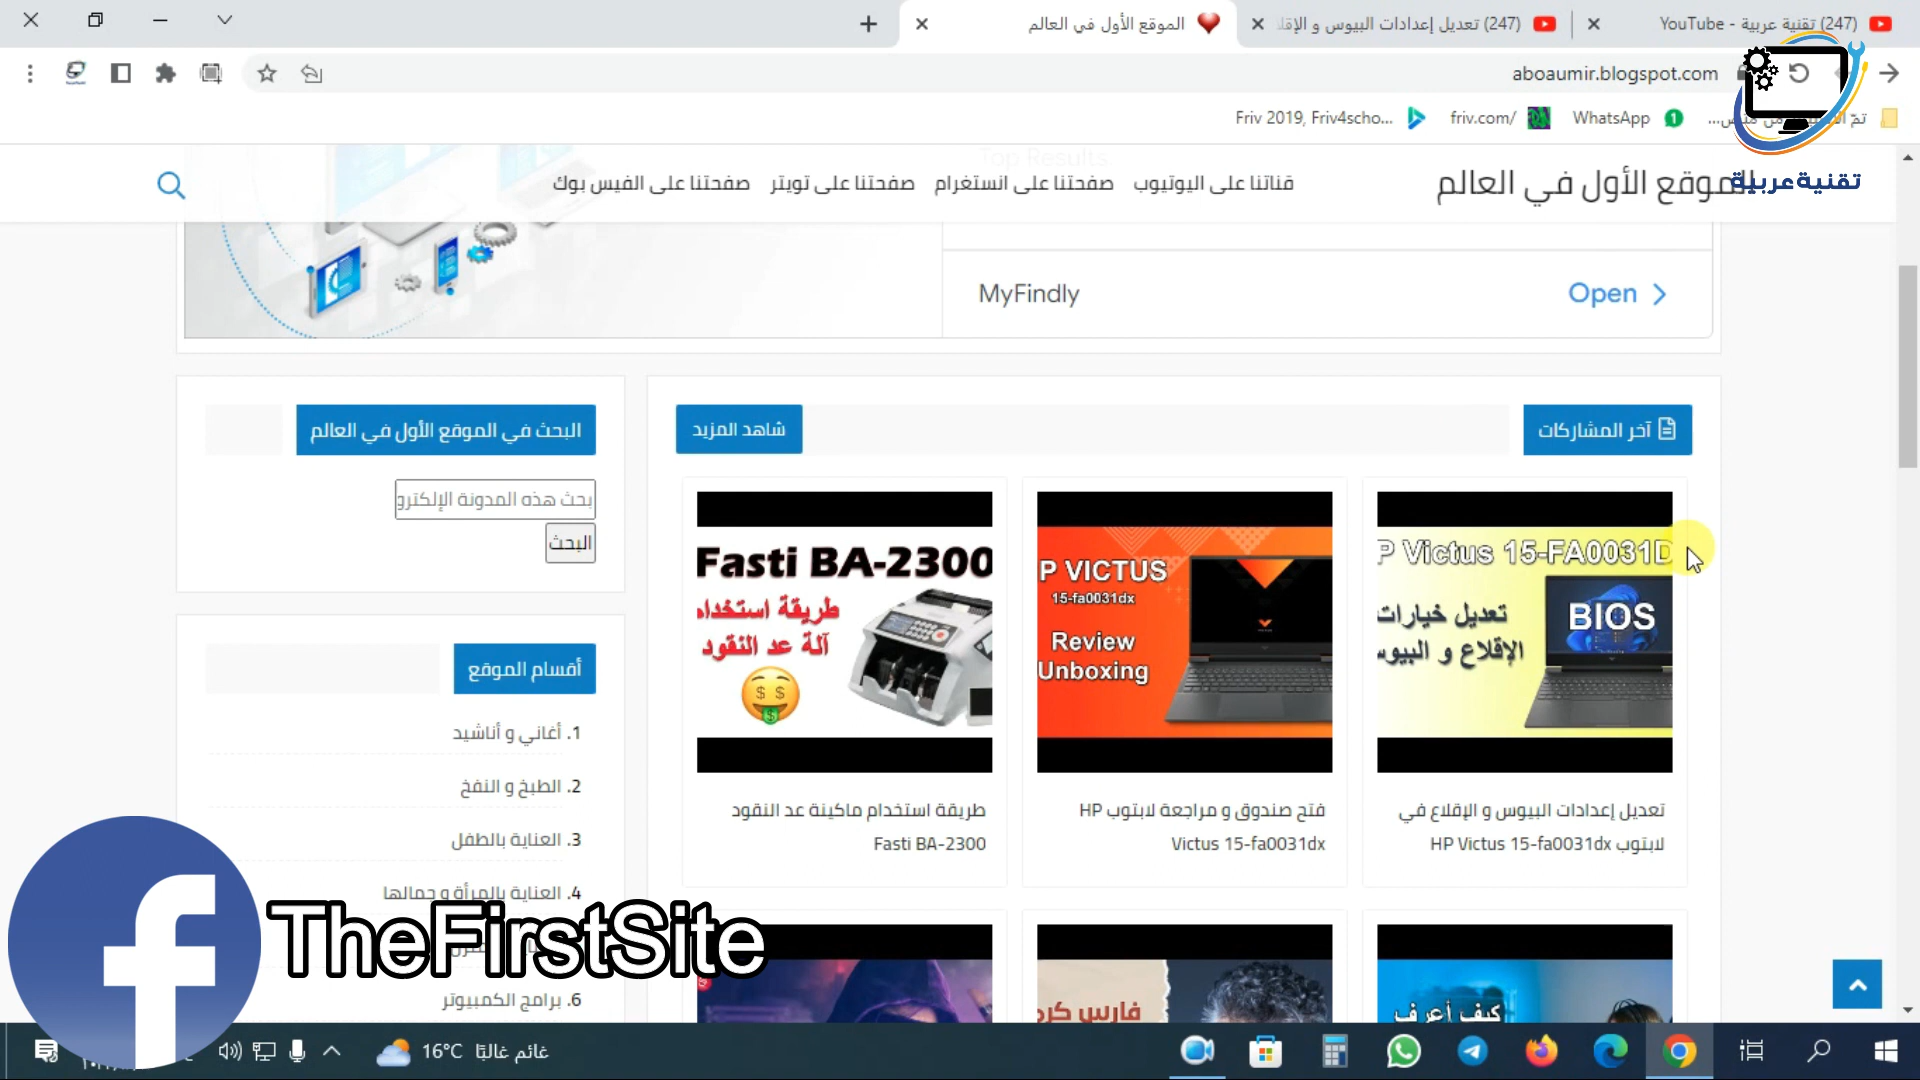 (247) تقنية عربية - YouTube
(247) تعديل إعدادات البيوس و الإقلا
الموقع الأول في العالم
aboaumir.blogspot.com
WhatsApp
friv.com/
Friv 2019, Friv4scho...
تقنية عربية
الموقع الأول في العالم
قناتنا على اليوتيوب
صفحتنا على انستغرام
صفحتنا على تويتر
صفحتنا على الفيس بوك
Top Results.
MyFindly
Open
آخر المشاركات
شاهد المزيد
P Victus 15-FA0031D
تعديل خيارات
الإقلاع و البيوس
BIOS
تعديل إعدادات البيوس و الإقلاع في
لابتوب HP Victus 15-fa0031dx
P VICTUS
15-fa0031dx
Review
Unboxing
فتح صندوق و مراجعة لابتوب HP
Victus 15-fa0031dx
Fasti BA-2300
طريقة استخدام
آلة عد النقود
طريقة استخدام ماكينة عد النقود
Fasti BA-2300
كيف أعرف
فارس كر
البحث في الموقع الأول في العالم
بحث هذه المدونة الإلكترو
البحث
أقسام الموقع
1. أغاني و أناشيد
2. الطبخ و النفخ
3. العناية بالطفل
4. العناية بالمرأة و جمالها
6. برامج الكمبيوتر
TheFirstSite
16°C غائم غالبًا